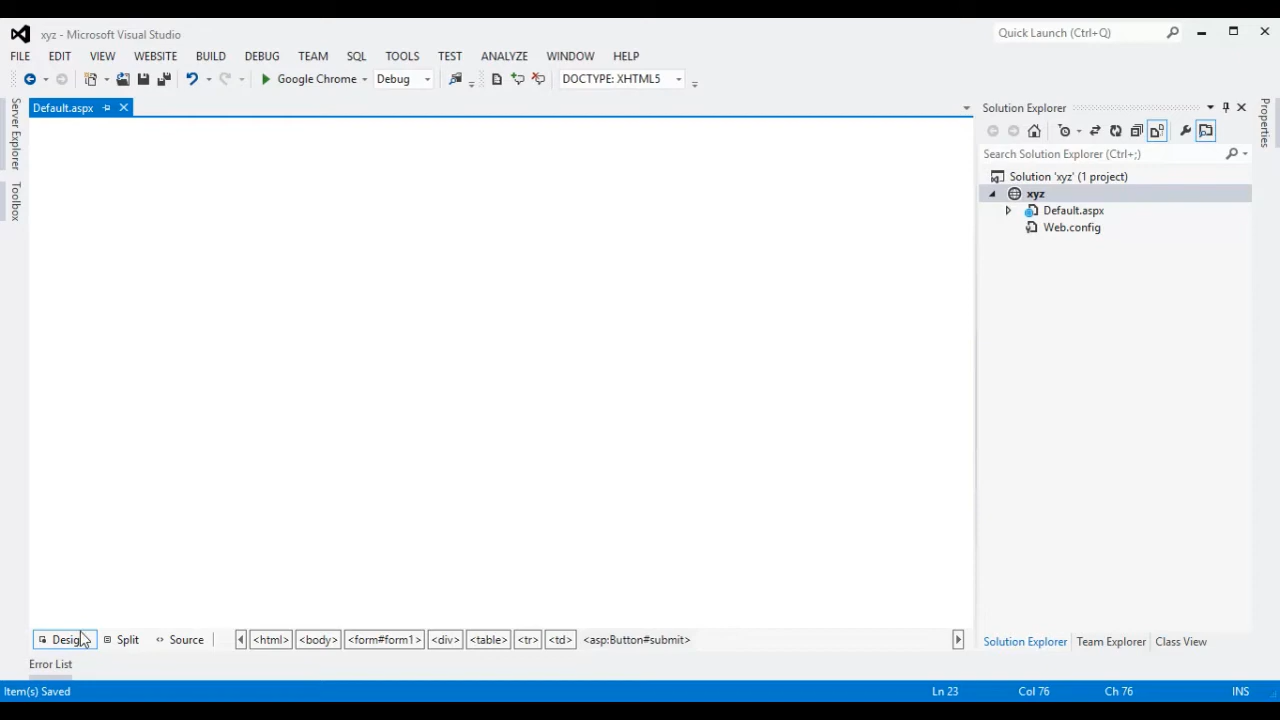 xyz - Microsoft Visual Studio
Quick Launch (Ctrl+Q)
FILE EDIT VIEW WEBSITE BUILD DEBUG TEAM SQL TOOLS TEST ANALYZE WINDOW HELP
Google Chrome Debug DOCTYPE: XHTML5
Server Explorer
Toolbox
Default.aspx
Solution Explorer
Search Solution Explorer (Ctrl+;)
Solution 'xyz' (1 project)
xyz
Default.aspx
Web.config
Properties
Design Split Source <html> <body> <form#form1> <div> <table> <tr> <td> <asp:Button#submit>
Solution Explorer Team Explorer Class View
Error List
Item(s) Saved Ln 23 Col 76 Ch 76 INS